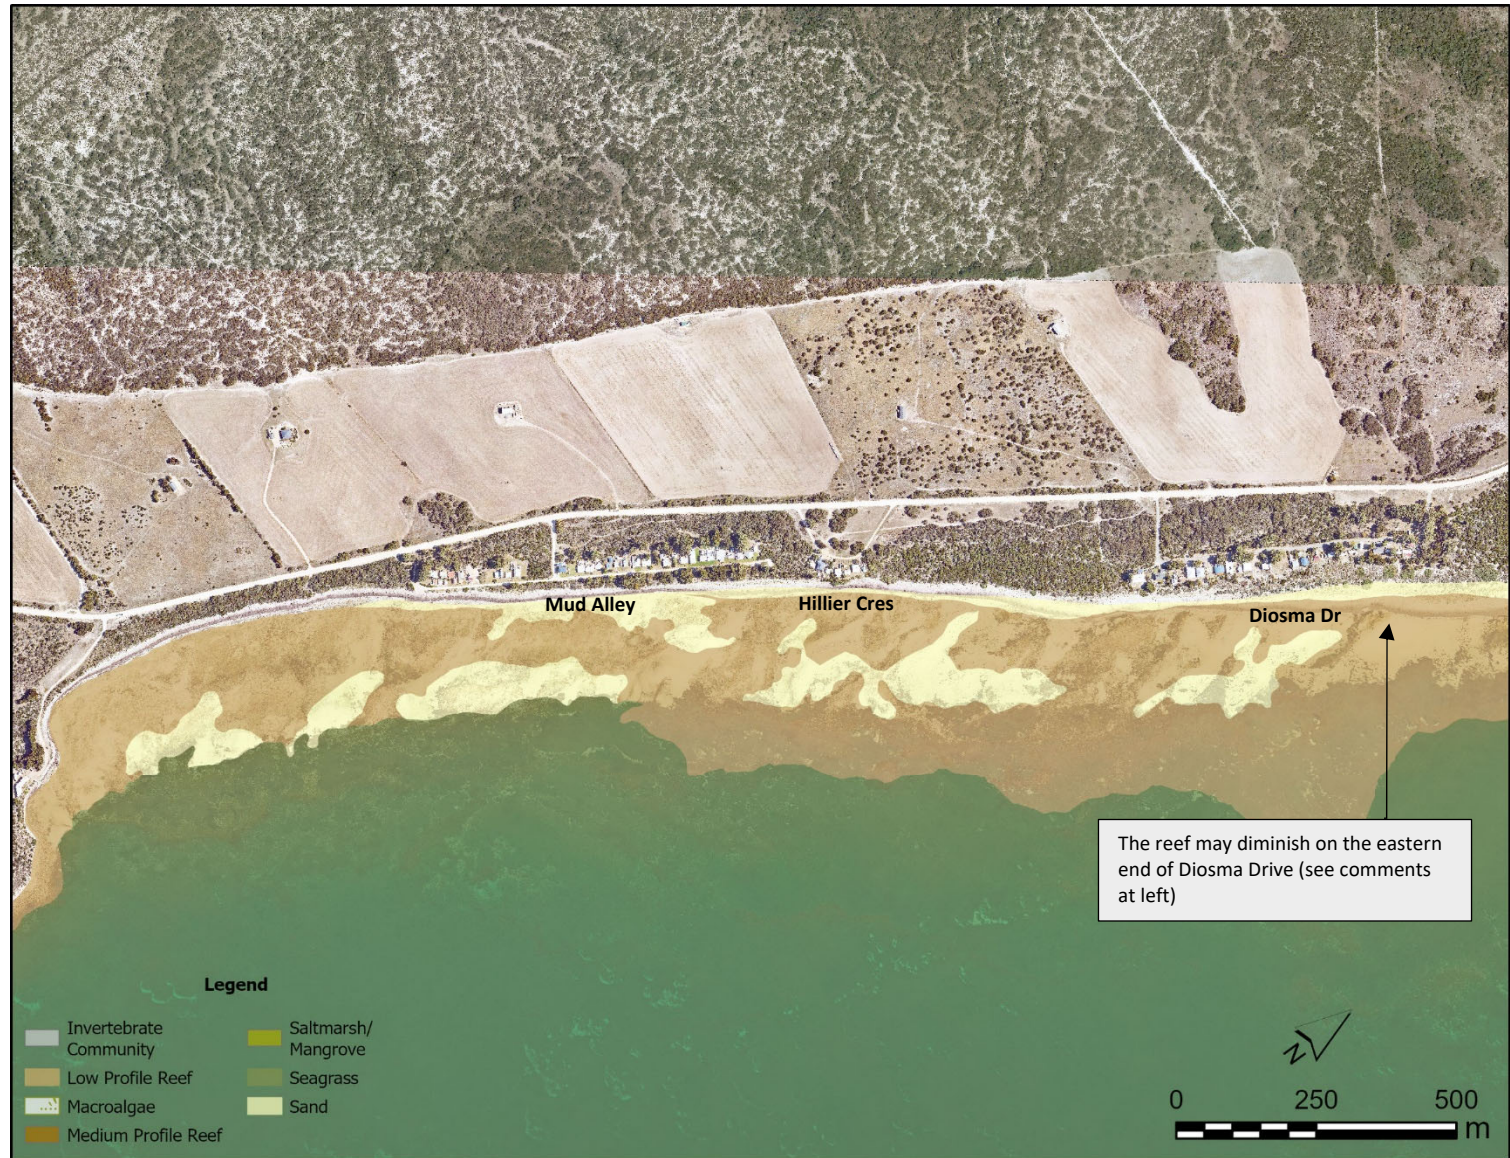 Mud Alley
Hillier Cres
Diosma Dr
The reef may diminish on the eastern
end of Diosma Drive (see comments
at left)
Legend
Invertebrate
Community
Low Profile Reef
Macroalgae
Medium Profile Reef
Saltmarsh/
Mangrove
Seagrass
Sand
N
0 250 500
m